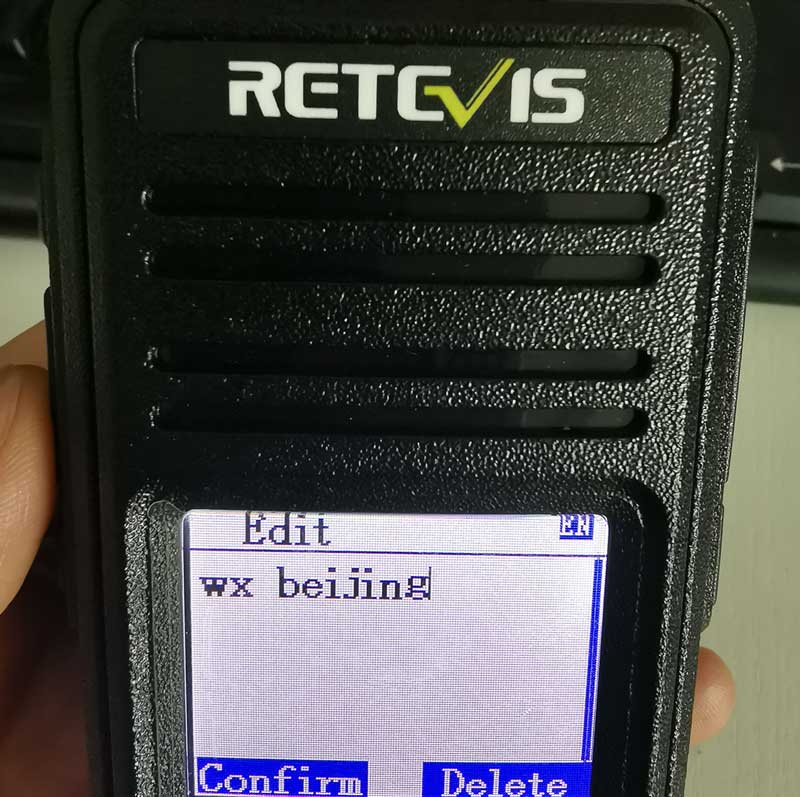 RETEVIS
Edit EN
wx beijing
Confirm Delete